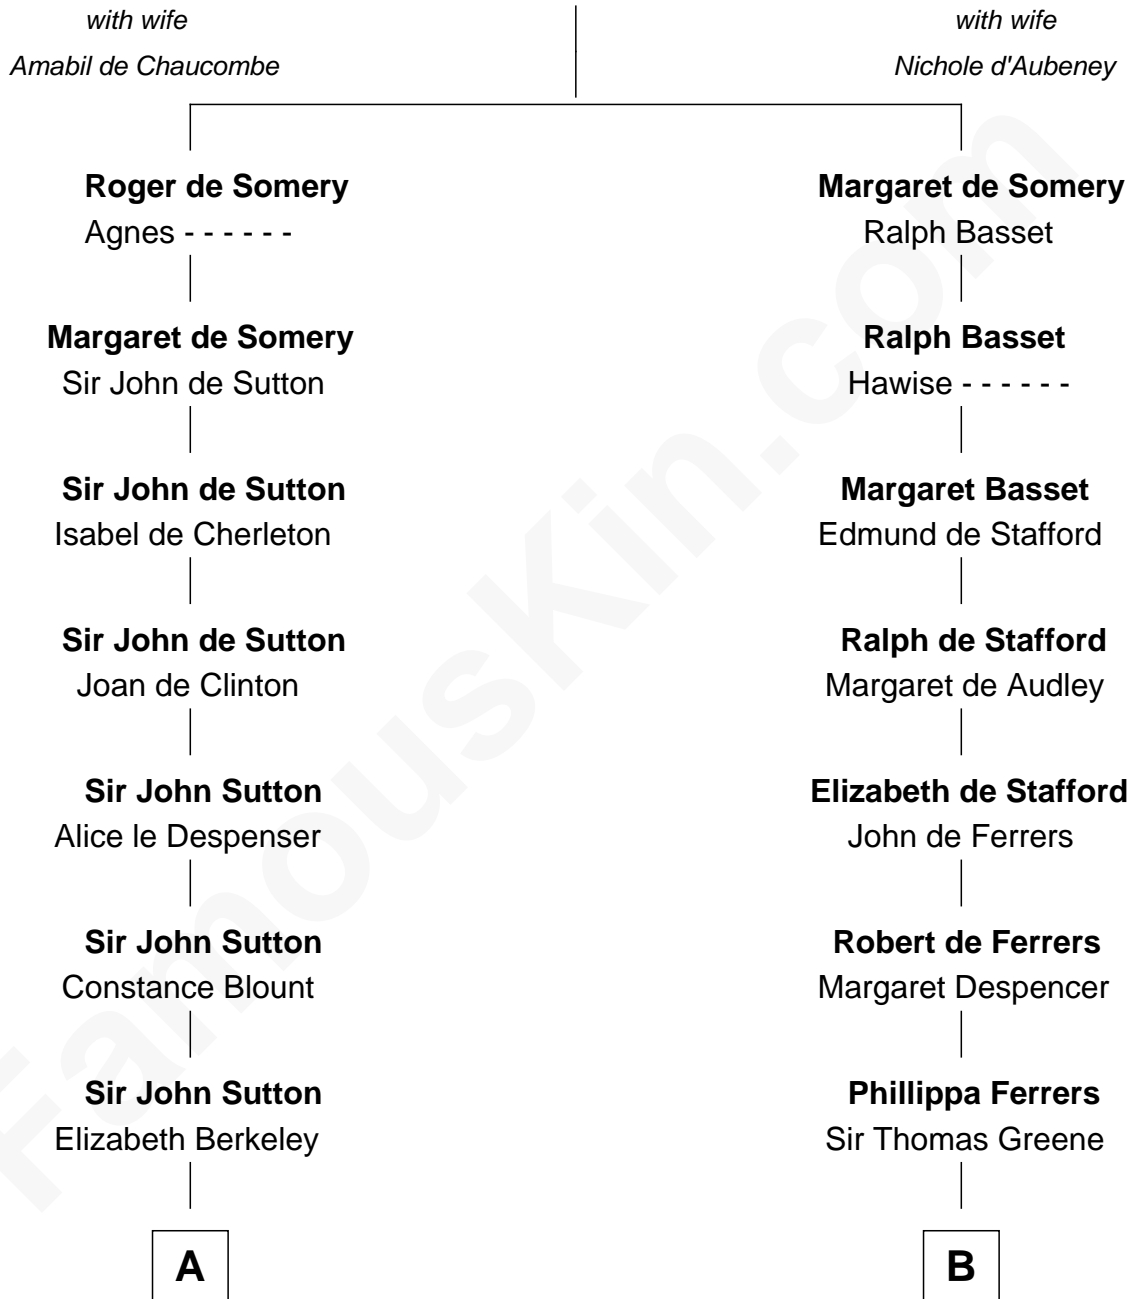 with wife
Amabil de Chaucombe
with wife
Nichole d'Aubeney
Roger de Somery
Agnes - - - - - -
Margaret de Somery
Ralph Basset
Margaret de Somery
Sir John de Sutton
Ralph Basset
Hawise - - - - - -
Sir John de Sutton
Isabel de Cherleton
Margaret Basset
Edmund de Stafford
Sir John de Sutton
Joan de Clinton
Ralph de Stafford
Margaret de Audley
Sir John Sutton
Alice le Despenser
Elizabeth de Stafford
John de Ferrers
Sir John Sutton
Constance Blount
Robert de Ferrers
Margaret Despencer
Sir John Sutton
Elizabeth Berkeley
Phillippa Ferrers
Sir Thomas Greene
A
B
FamousKin.com